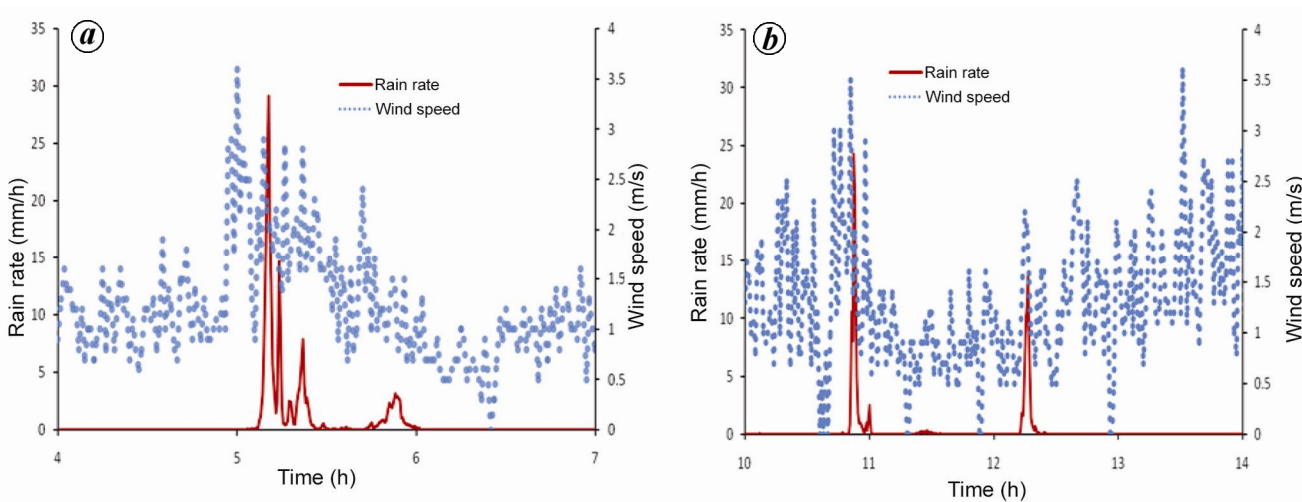 a
Rain rate
Wind speed
Rain rate (mm/h)
35
30
25
20
15
10
5
0
Wind speed (m/s)
4
3.5
3
2.5
2
1.5
1
0.5
0
4 5 6 7
Time (h)
b
Rain rate
Wind speed
Rain rate (mm/h)
35
30
25
20
15
10
5
0
Wind speed (m/s)
4
3.5
3
2.5
2
1.5
1
0.5
0
10 11 12 13 14
Time (h)